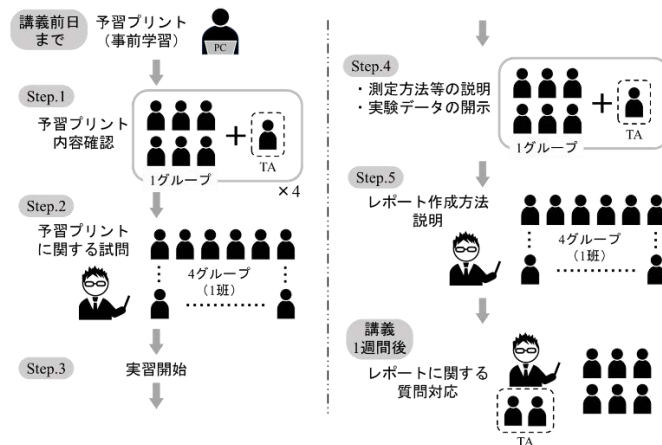 講義前日
まで
予習プリント
（事前学習）
PC
Step.1
予習プリント
内容確認
+
1グループ
TA
×4
Step.2
予習プリント
に関する試問
4グループ
（1班）
Step.3
実習開始
Step.4
・測定方法等の説明
・実験データの開示
+
1グループ
TA
Step.5
レポート作成方法
説明
4グループ
（1班）
講義
1週間後
レポートに関する
質問対応
TA